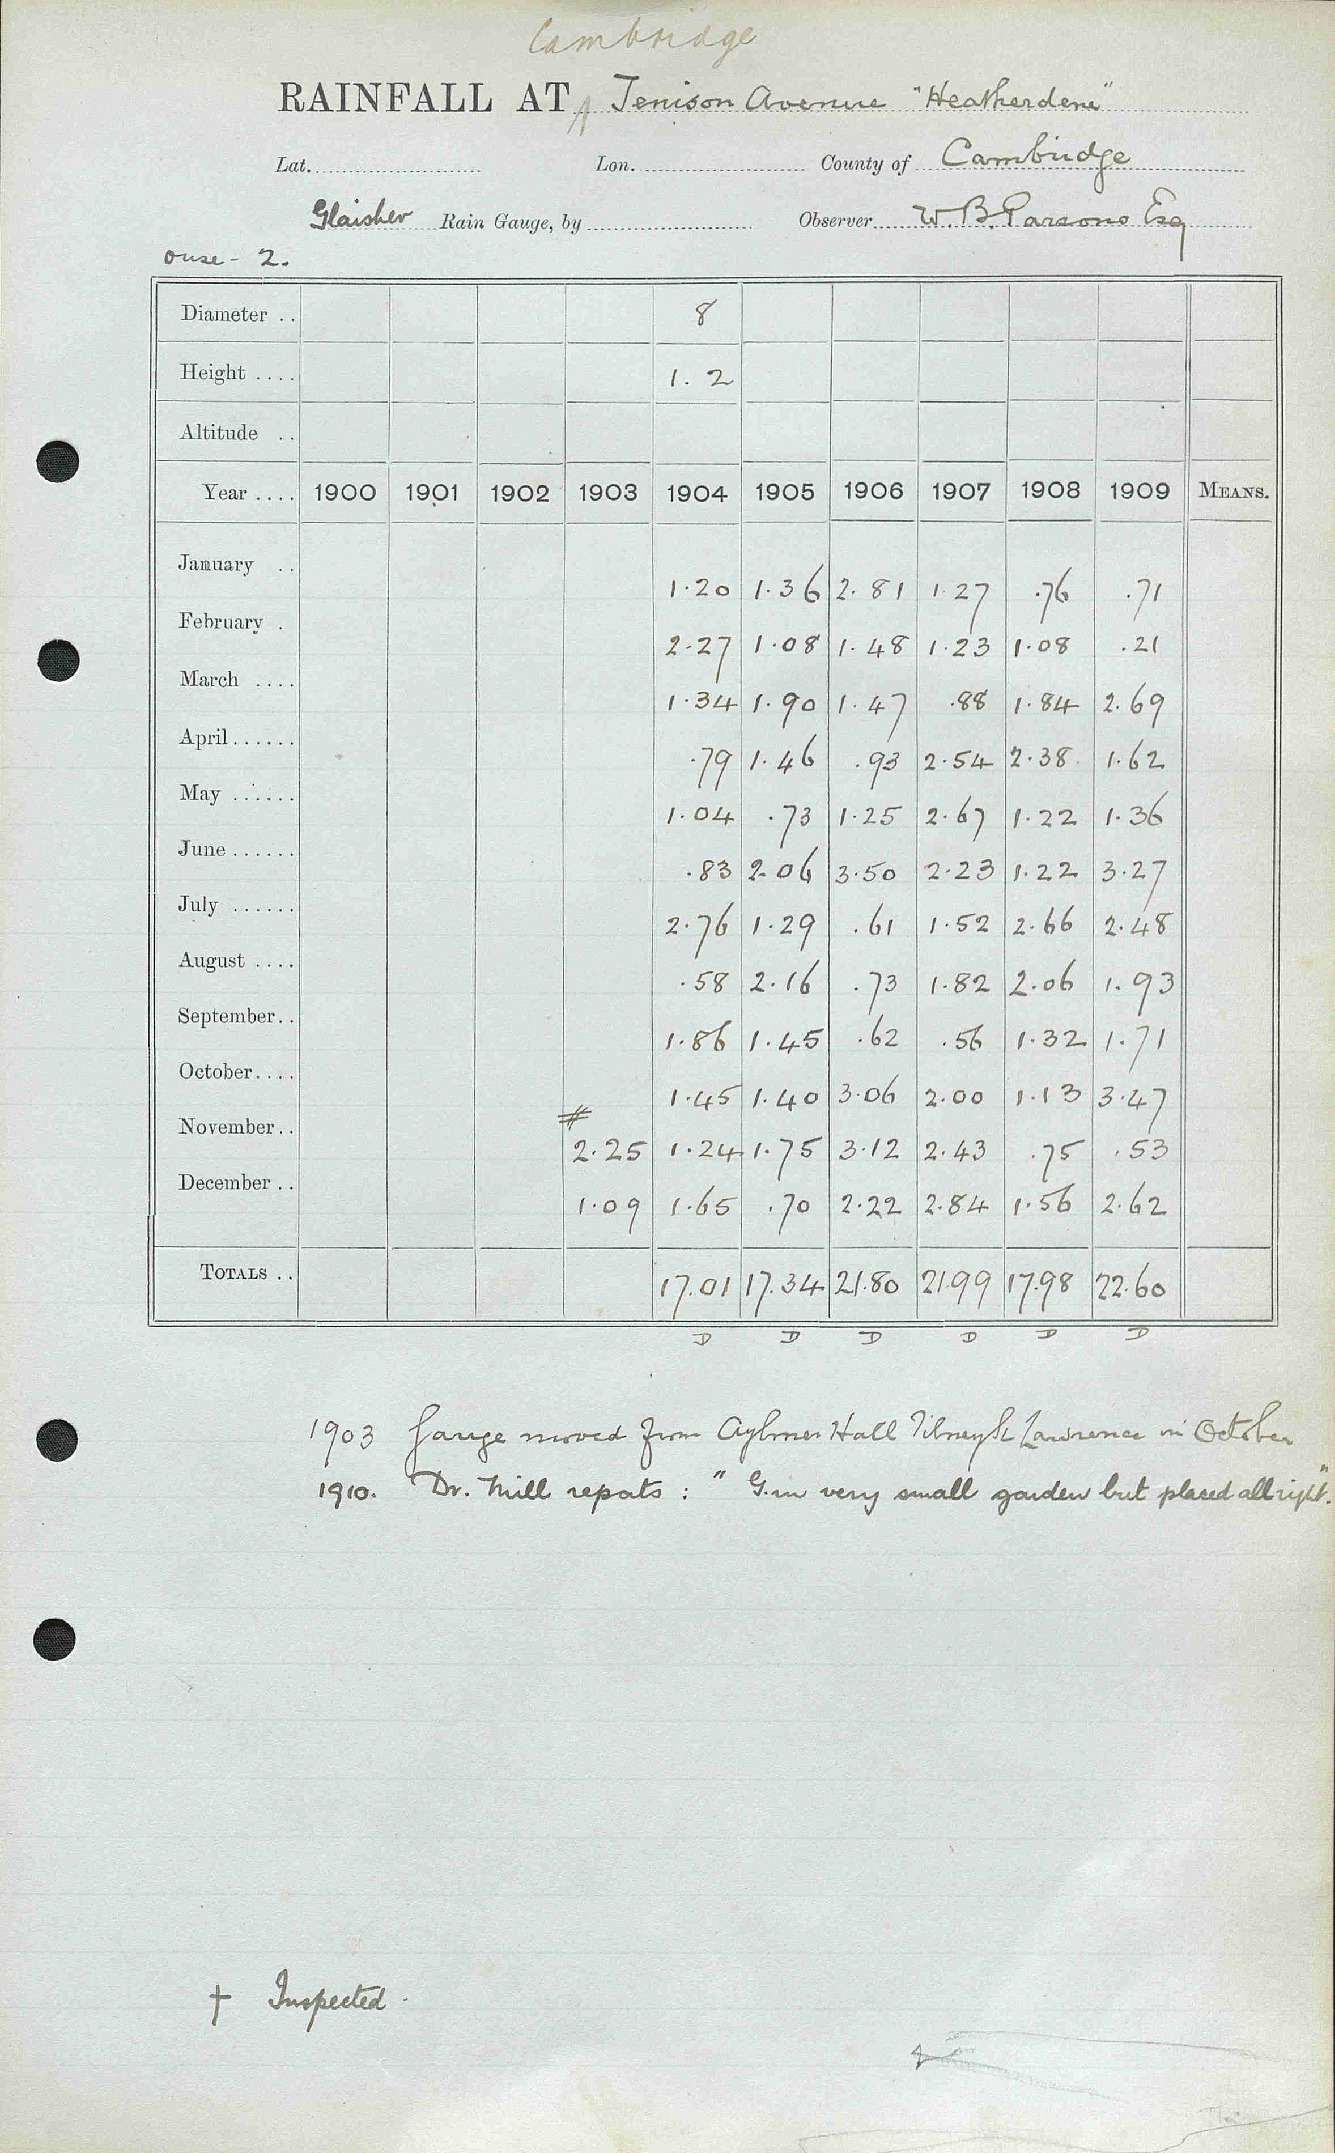 Cambridge
RAINFALL AT Tenison Avenue "Heatherdene"
Lat. Lon. County of Cambridge
Glaisher Rain Gauge, by Observer W. B. Parsons Esq
Ouse - 2.
Diameter .. 8
Height .... 1. 2
Altitude ..
Year .... 1900 1901 1902 1903 1904 1905 1906 1907 1908 1909 MEANS.
January .. 1.20 1.36 2.81 1.27 .76 .71
February . 2.27 1.08 1.48 1.23 1.08 .21
March .... 1.34 1.90 1.47 .88 1.84 2.69
April...... .79 1.46 .93 2.54 2.38 1.62
May ...... 1.04 .73 1.25 2.67 1.22 1.36
June ...... .83 2.06 3.50 2.23 1.22 3.27
July ...... 2.76 1.29 .61 1.52 2.66 2.48
August .... .58 2.16 .73 1.82 2.06 1.93
September.. 1.86 1.45 .62 .56 1.32 1.71
October.... 1.45 1.40 3.06 2.00 1.13 3.47
November.. # 2.25 1.24 1.75 3.12 2.43 .75 .53
December .. 1.09 1.65 .70 2.22 2.84 1.56 2.62
TOTALS .. 17.01 17.34 21.80 21.99 17.98 22.60
D D D D D D
1903 Gauge moved from Aylmer Hall Tilney St Lawrence in October
1910. Dr. Mill repots : " G. in very small garden but placed all right."
† Inspected.